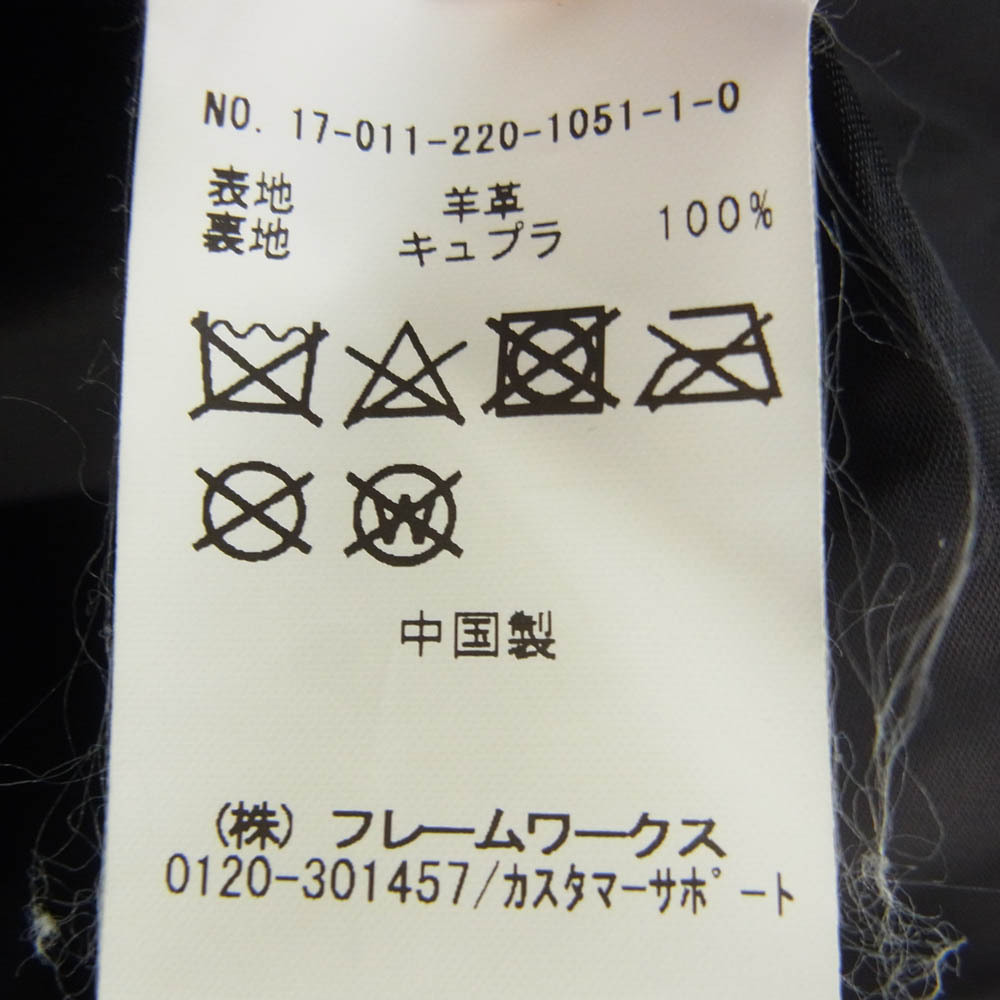 NO. 17-011-220-1051-1-0
表地 羊革
裏地 キュプラ 100%
中国製
(株) フレームワークス
0120-301457/カスタマーサポート